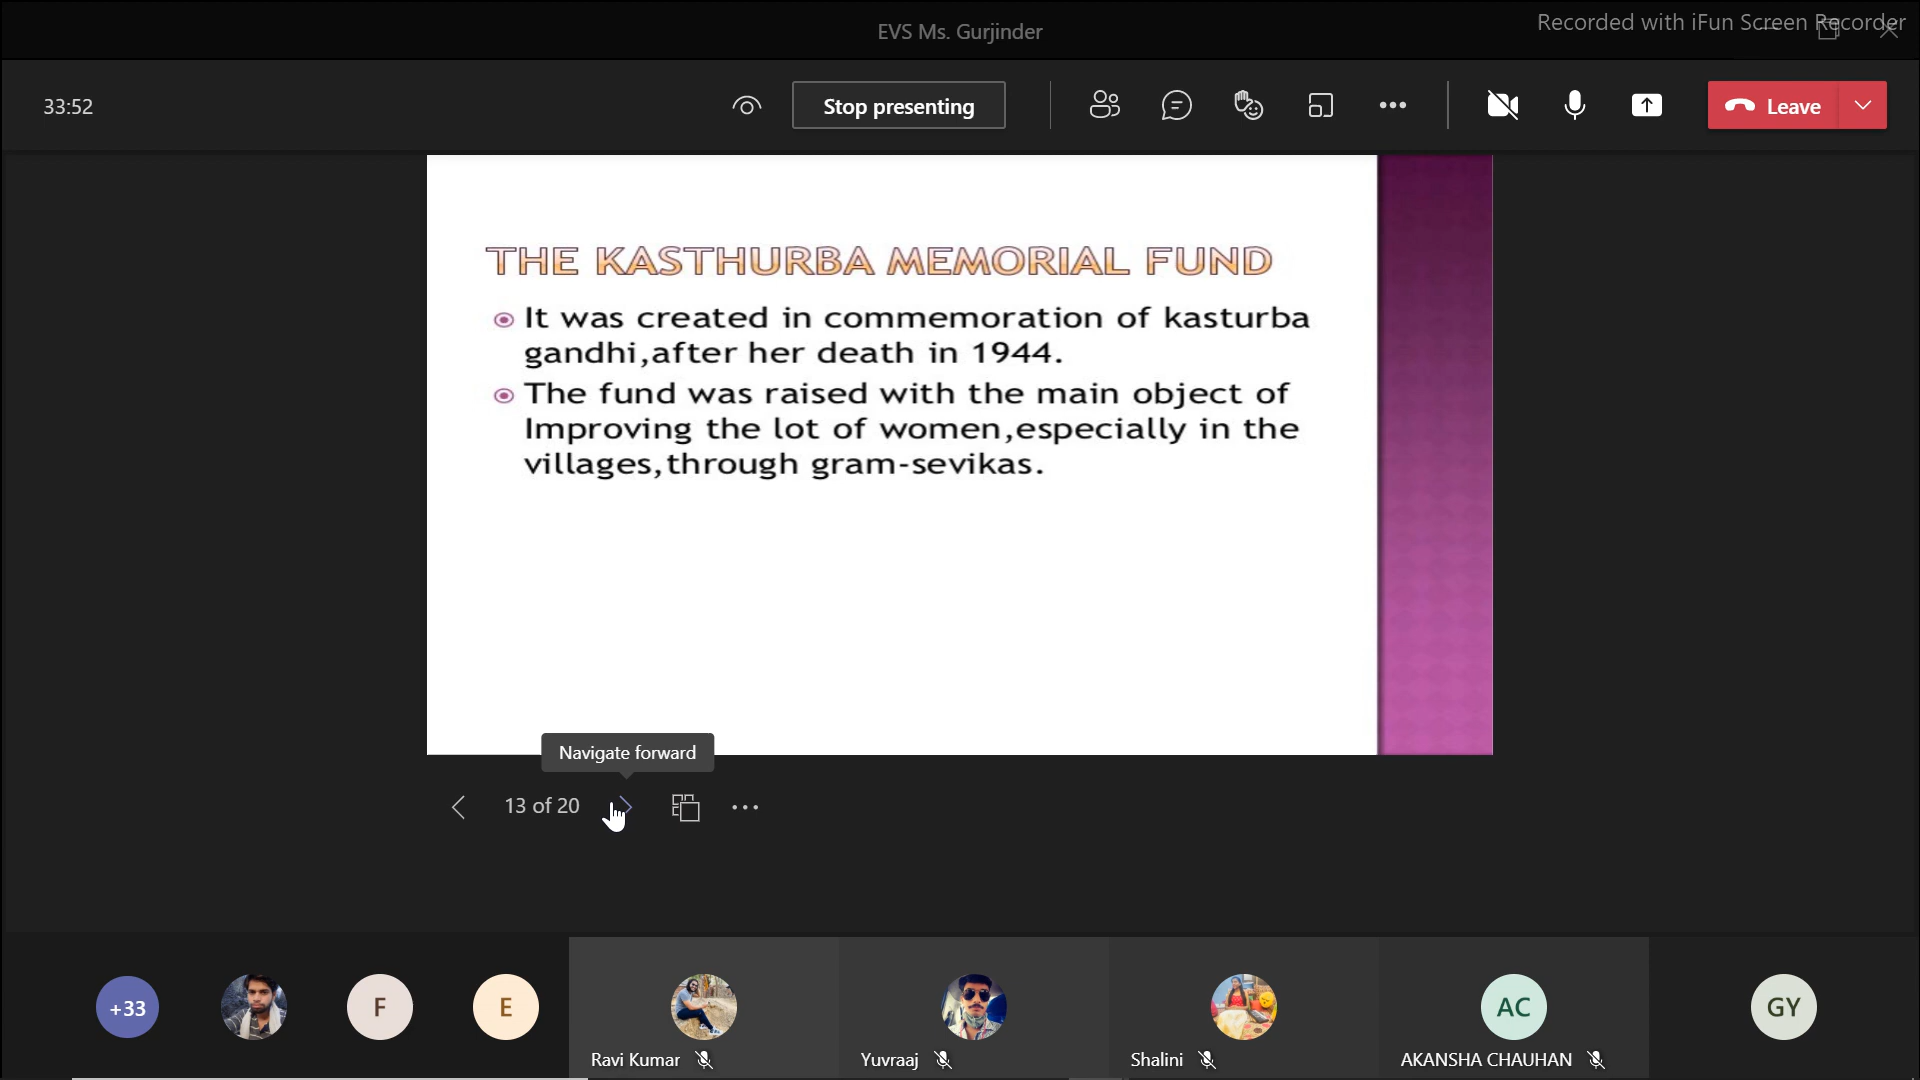 EVS Ms. Gurjinder
Recorded with iFun Screen Recorder
33:52
Stop presenting
Leave
THE KASTHURBA MEMORIAL FUND
It was created in commemoration of kasturba
gandhi,after her death in 1944.
The fund was raised with the main object of
Improving the lot of women,especially in the
villages,through gram-sevikas.
Navigate forward
13 of 20
+33
F
E
AC
GY
Ravi Kumar
Yuvraaj
Shalini
AKANSHA CHAUHAN